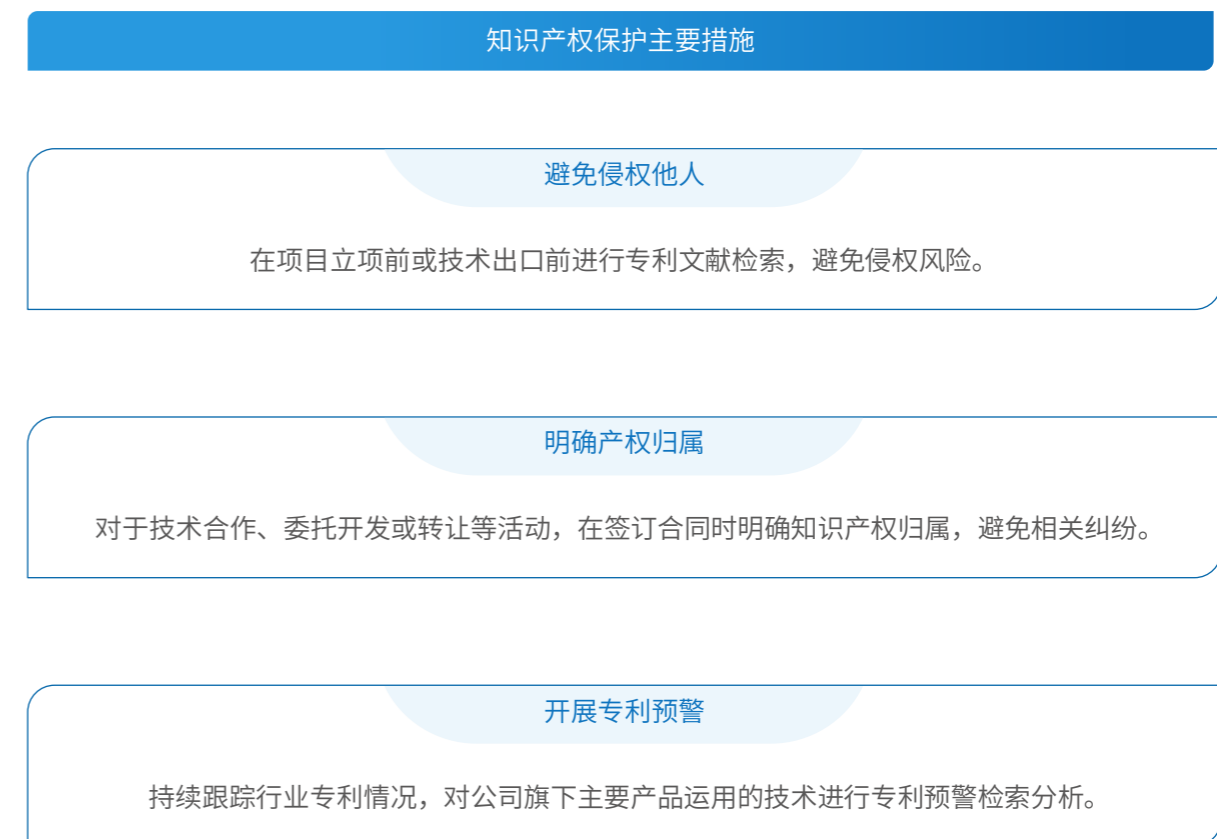 知识产权保护主要措施
避免侵权他人
在项目立项前或技术出口前进行专利文献检索，避免侵权风险。
明确产权归属
对于技术合作、委托开发或转让等活动，在签订合同时明确知识产权归属，避免相关纠纷。
开展专利预警
持续跟踪行业专利情况，对公司旗下主要产品运用的技术进行专利预警检索分析。